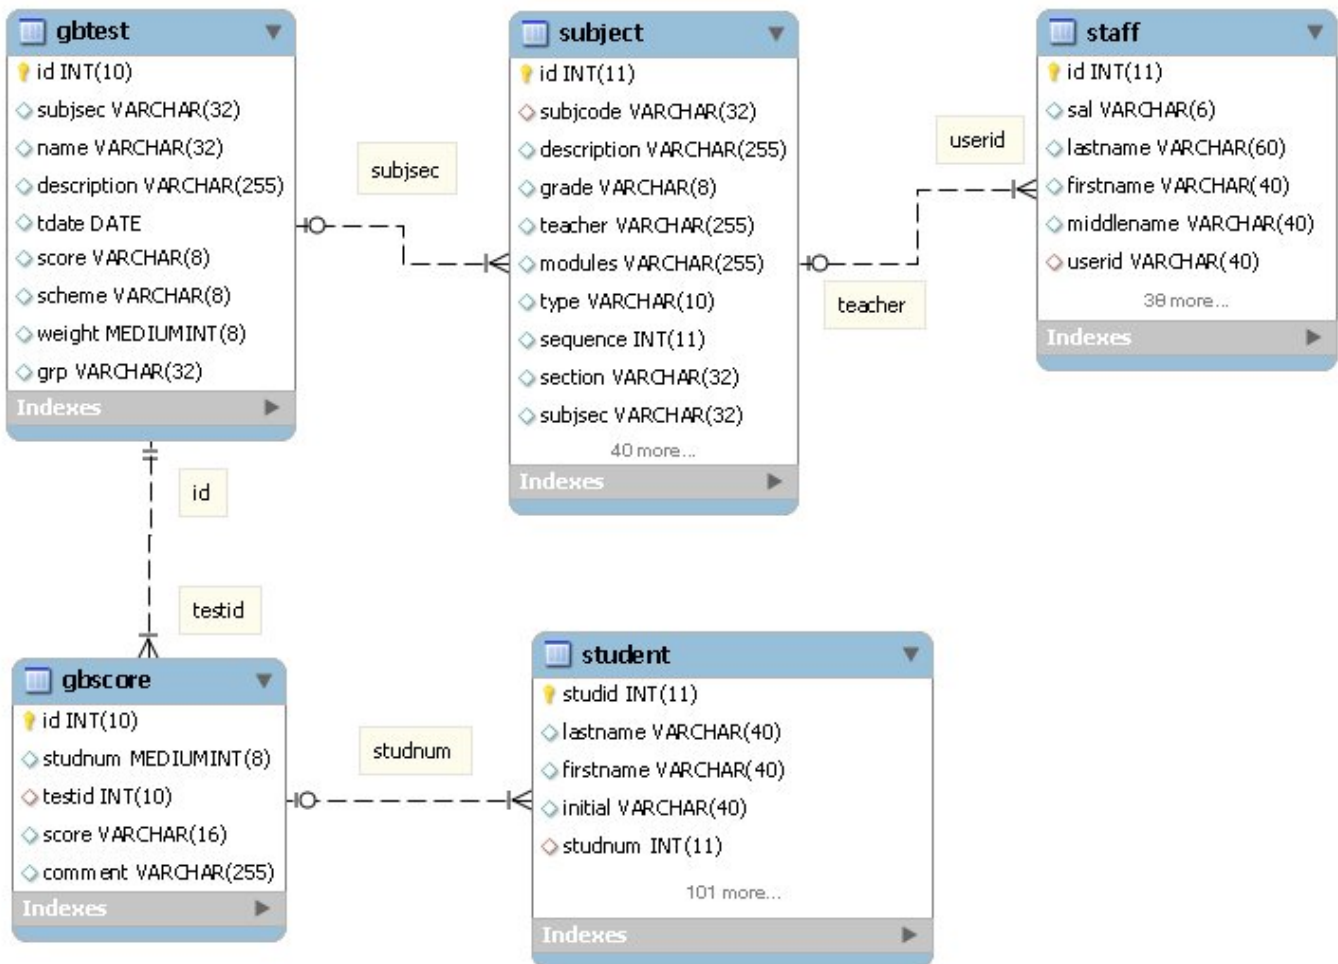 gbtest
id INT(10)
subjsec VARCHAR(32)
name VARCHAR(32)
description VARCHAR(255)
tdate DATE
score VARCHAR(8)
scheme VARCHAR(8)
weight MEDIUMINT(8)
grp VARCHAR(32)
Indexes
subjsec
subject
id INT(11)
subjcode VARCHAR(32)
description VARCHAR(255)
grade VARCHAR(8)
teacher VARCHAR(255)
modules VARCHAR(255)
type VARCHAR(10)
sequence INT(11)
section VARCHAR(32)
subjsec VARCHAR(32)
40 more...
Indexes
userid
teacher
staff
id INT(11)
sal VARCHAR(6)
lastname VARCHAR(60)
firstname VARCHAR(40)
middlename VARCHAR(40)
userid VARCHAR(40)
38 more...
Indexes
id
testid
gbscore
id INT(10)
studnum MEDIUMINT(8)
testid INT(10)
score VARCHAR(16)
comment VARCHAR(255)
Indexes
studnum
student
studid INT(11)
lastname VARCHAR(40)
firstname VARCHAR(40)
initial VARCHAR(40)
studnum INT(11)
101 more...
Indexes